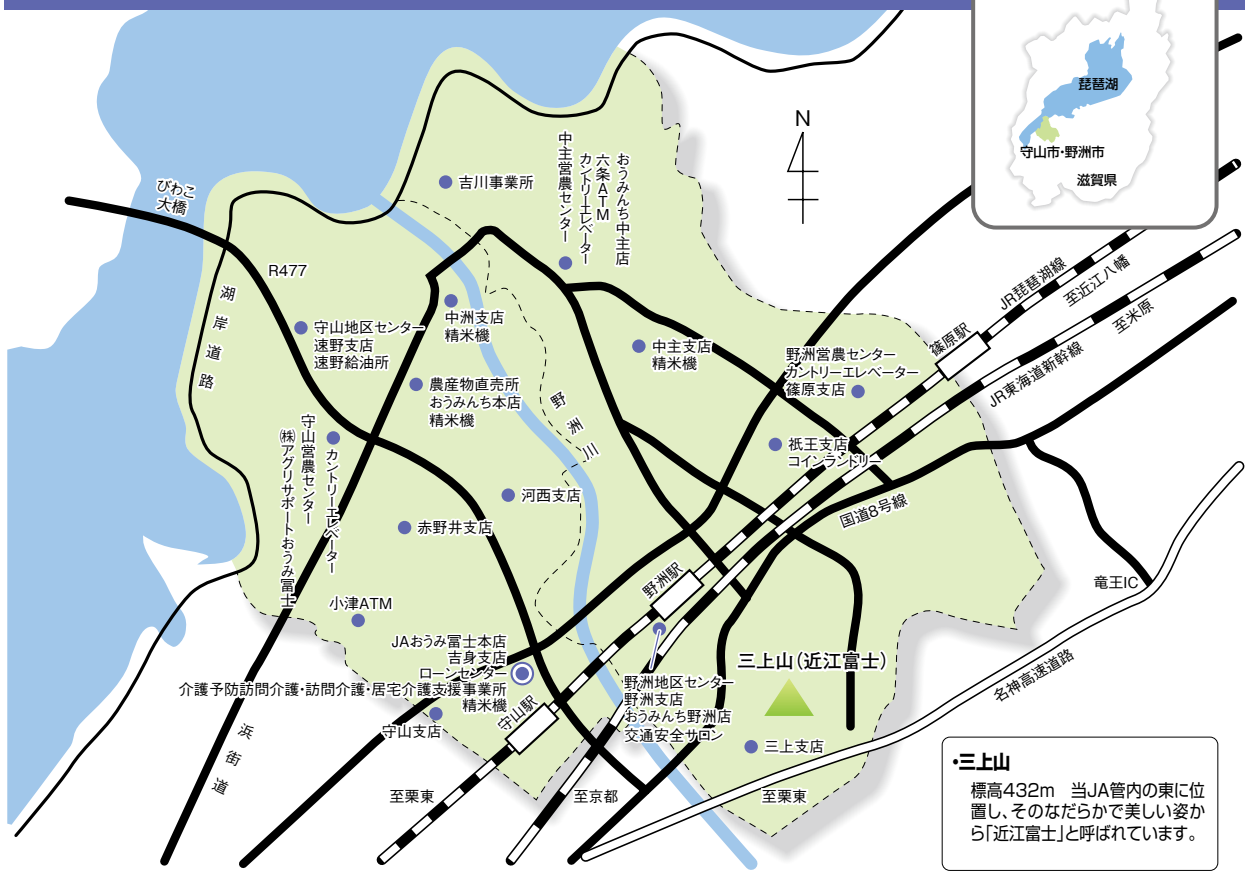 琵琶湖
守山市・野洲市
滋賀県
N
びわこ
大橋
R477
湖岸道路
吉川事業所
おうみんち中主店
六条ATM
カントリーエレベーター
中主営農センター
守山地区センター
速野支店
速野給油所
中洲支店
精米機
農産物直売所
おうみんち本店
精米機
野洲川
中主支店
精米機
野洲営農センター
カントリーエレベーター
篠原支店
篠原駅
JR琵琶湖線
至近江八幡
至米原
JR東海道新幹線
祇王支店
コインランドリー
国道8号線
カントリーエレベーター
守山営農センター
㈱アグリサポートおうみ冨士
河西支店
赤野井支店
小津ATM
野洲駅
竜王IC
名神高速道路
JAおうみ冨士本店
吉身支店
ローンセンター
介護予防訪問介護・訪問介護・居宅介護支援事業所
精米機
守山支店
守山駅
野洲地区センター
野洲支店
おうみんち野洲店
交通安全サロン
三上山(近江富士)
三上支店
浜街道
至栗東
至京都
至栗東
・三上山
標高432m　当JA管内の東に位
置し、そのなだらかで美しい姿か
ら「近江富士」と呼ばれています。